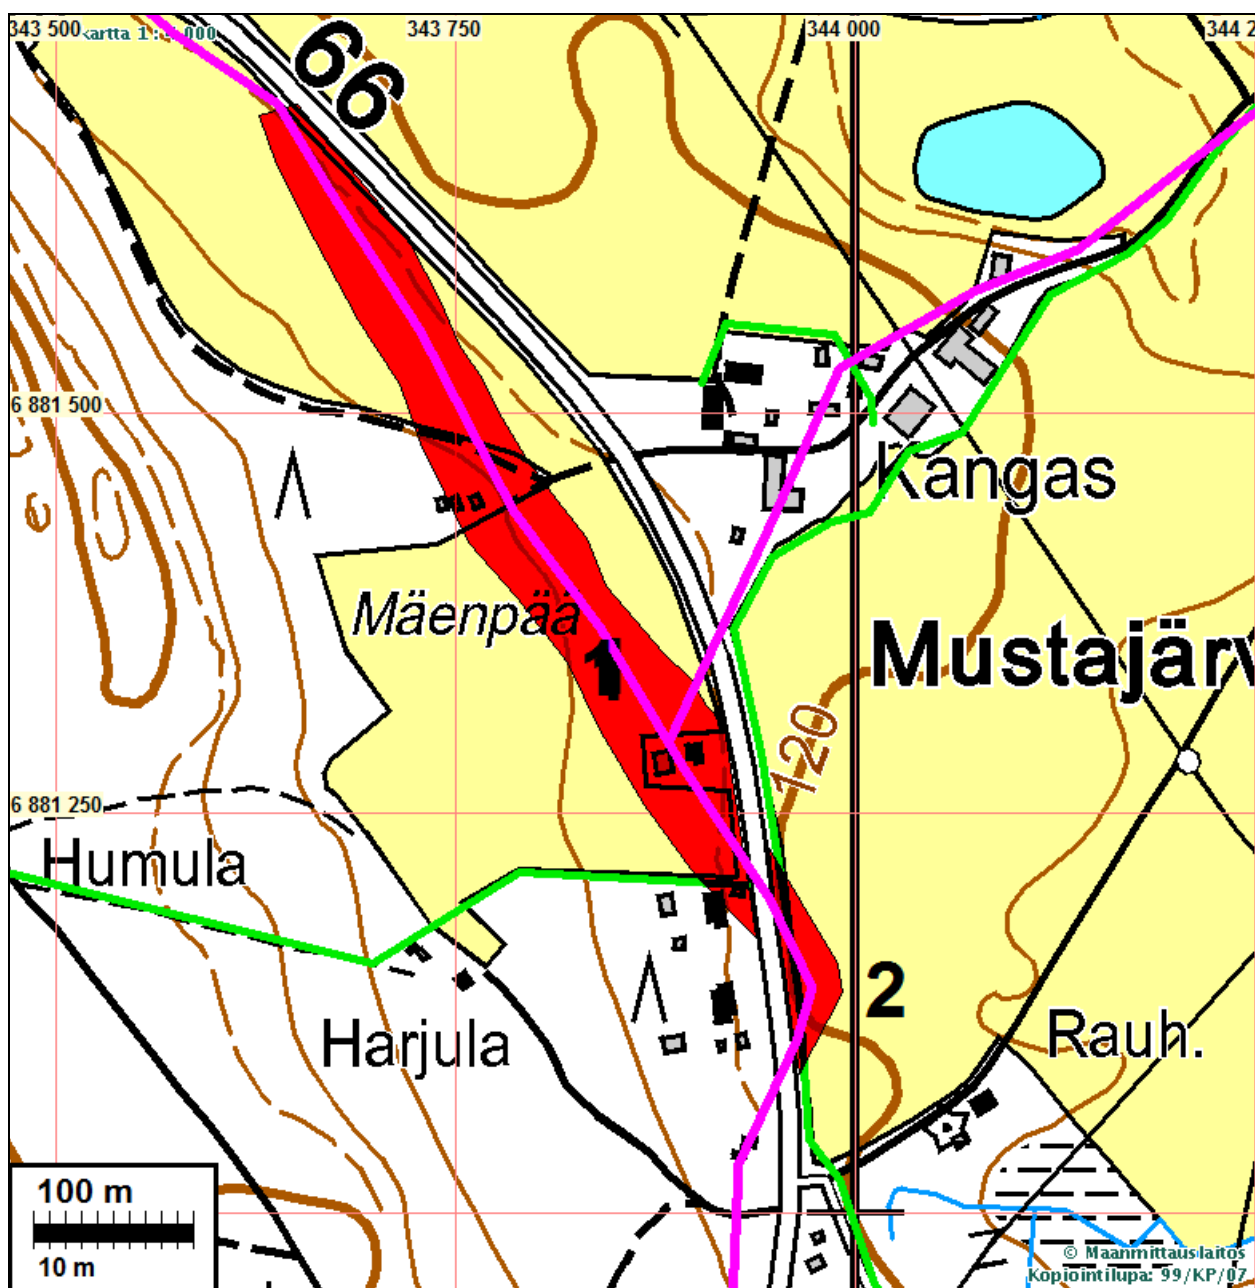 343 500
343 750
344 000
66
6 881 500
Kangas
Mäenpää
1
Mustajärv
120
6 881 250
Humula
2
Harjula
Rauh.
100 m
10 m
© Maanmittauslaitos
Kopiointilupa: 99/KP/07